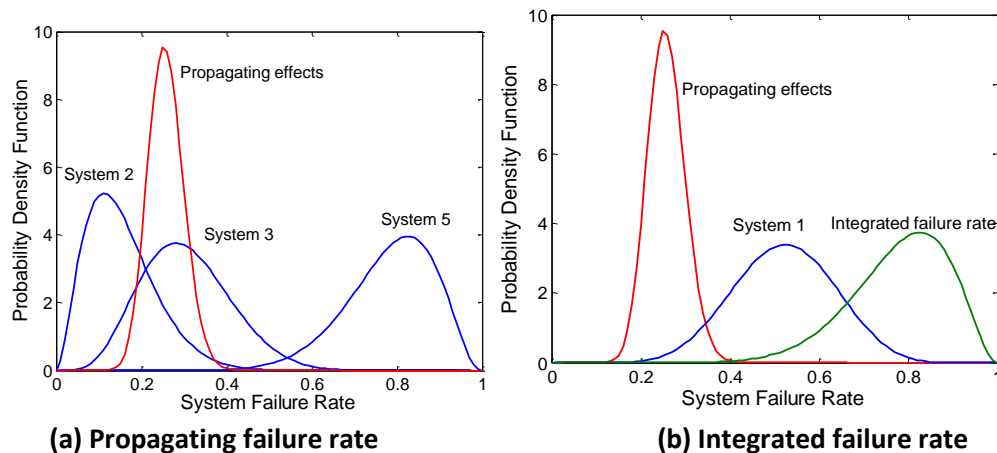 10
8
6
4
2
0
Probability Density Function
Propagating effects
System 2
System 3
System 5
0
0.2
0.4
0.6
0.8
1
System Failure Rate
(a) Propagating failure rate
10
8
6
4
2
0
Probability Density Function
Propagating effects
System 1
Integrated failure rate
0
0.2
0.4
0.6
0.8
1
System Failure Rate
(b) Integrated failure rate